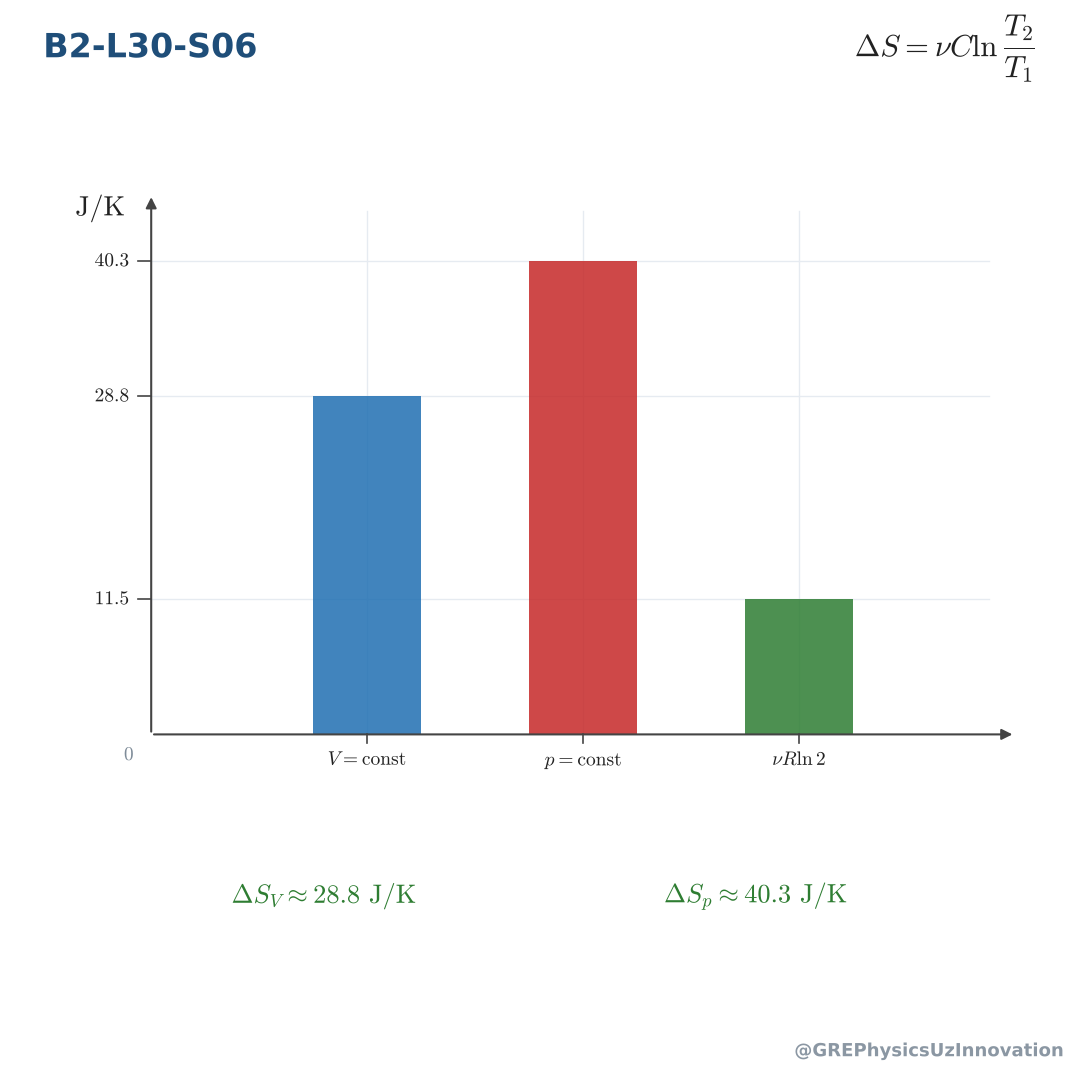 B2-L30-S06
ΔS = νC ln T₂/T₁
J/K
40.3
28.8
11.5
0
V = const
p = const
νR ln 2
ΔS_V ≈ 28.8 J/K
ΔS_p ≈ 40.3 J/K
@GREPhysicsUzInnovation